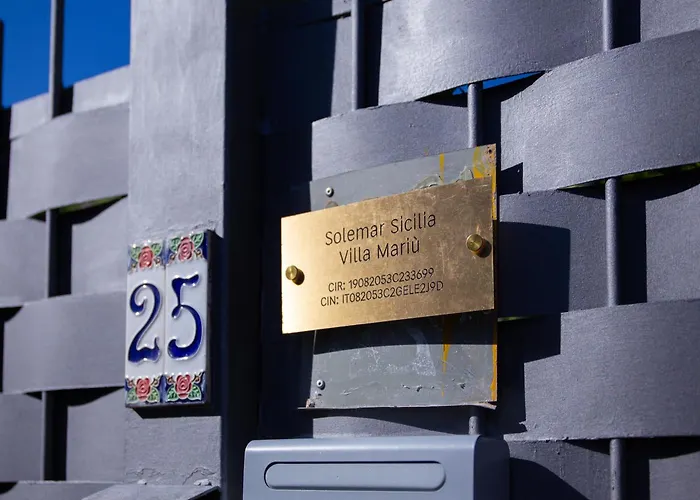 25
Solemar Sicilia
Villa Mariù
CIR: 19082053C233699
CIN: IT082053C2GELE2J9D